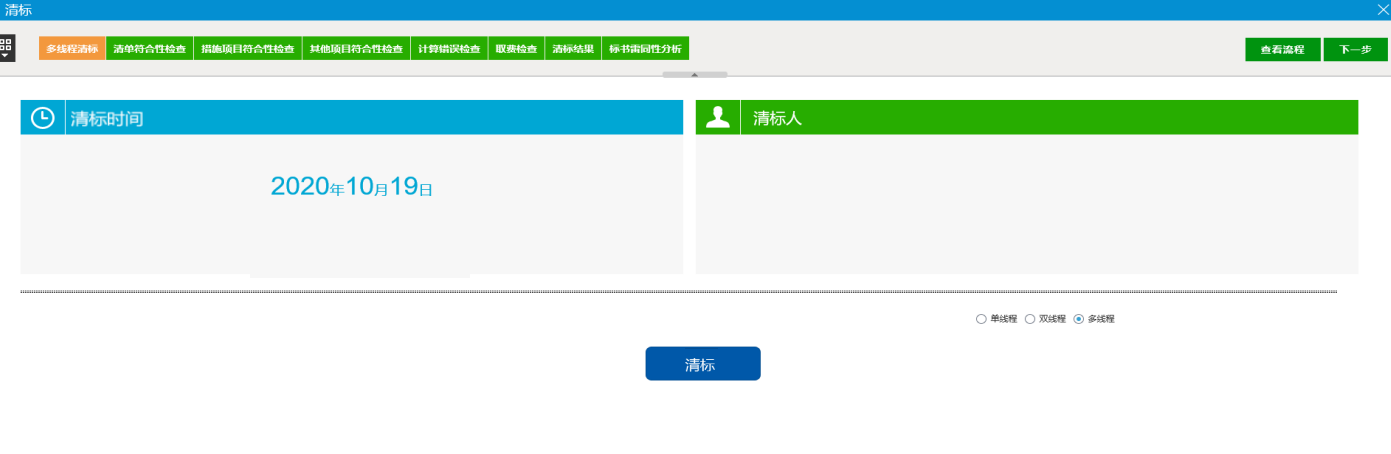 清标
多线程清标 清单符合性检查 措施项目符合性检查 其他项目符合性检查 计算错误检查 取费检查 清标结果 标书雷同性分析 查看流程 下一步
清标时间 清标人
2020年10月19日
单线程 双线程 多线程
清标